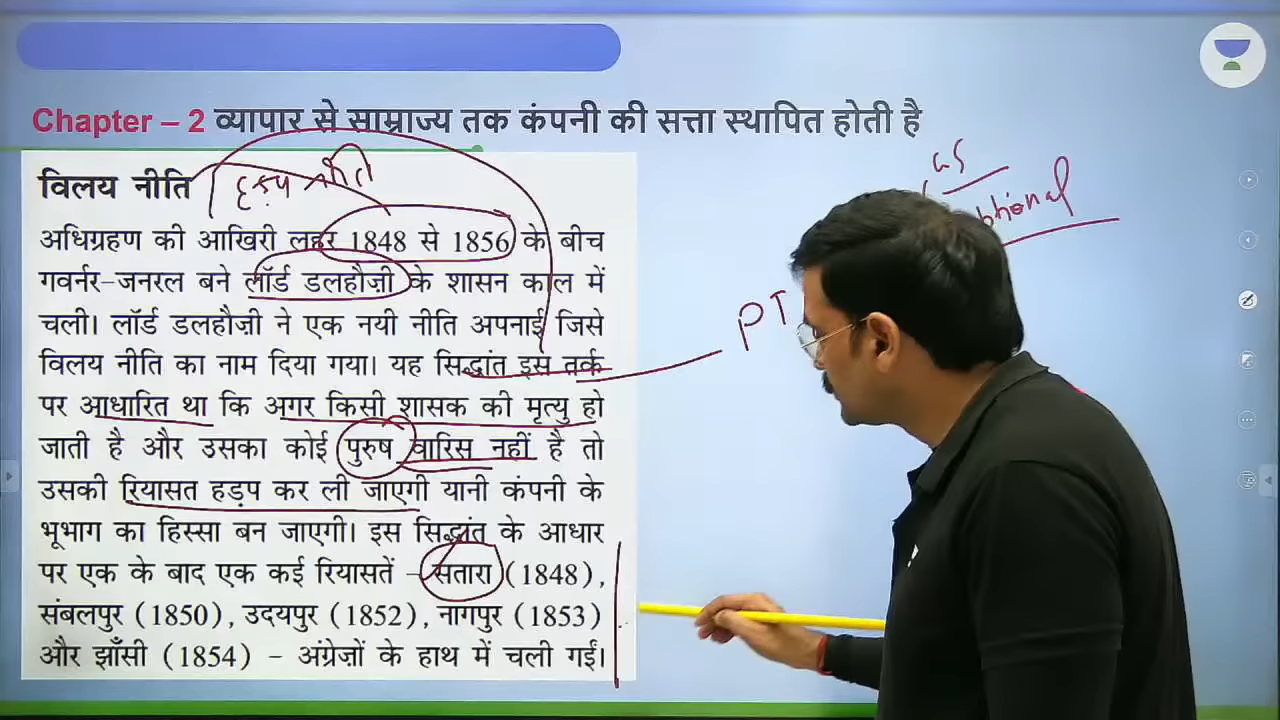 Chapter – 2 व्यापार से साम्राज्य तक कंपनी की सत्ता स्थापित होती है
विलय नीति
हड़प नीति
अधिग्रहण की आखिरी लहर 1848 से 1856 के बीच
गवर्नर-जनरल बने लॉर्ड डलहौज़ी के शासन काल में
चली। लॉर्ड डलहौज़ी ने एक नयी नीति अपनाई जिसे
विलय नीति का नाम दिया गया। यह सिद्धांत इस तर्क
पर आधारित था कि अगर किसी शासक की मृत्यु हो
जाती है और उसका कोई पुरुष वारिस नहीं है तो
उसकी रियासत हड़प कर ली जाएगी यानी कंपनी के
भूभाग का हिस्सा बन जाएगी। इस सिद्धांत के आधार
पर एक के बाद एक कई रियासतें – सतारा (1848),
संबलपुर (1850), उदयपुर (1852), नागपुर (1853)
और झाँसी (1854) – अंग्रेज़ों के हाथ में चली गईं।
PT